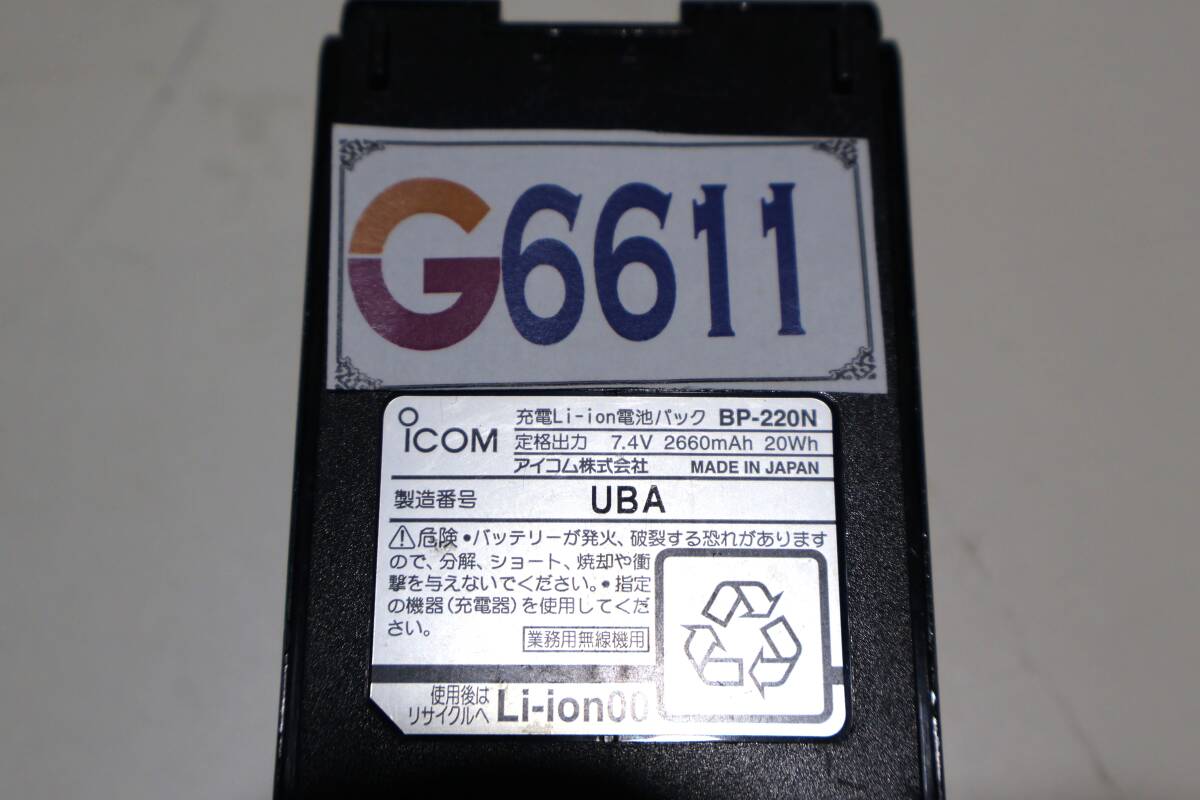 G6611
ICOM
充電Li-ion電池パック BP-220N
定格出力 7.4V 2660mAh 20Wh
アイコム株式会社 MADE IN JAPAN
製造番号 UBA
⚠危険・バッテリーが発火、破裂する恐れがあります
ので、分解、ショート、焼却や衝
撃を与えないでください。・指定
の機器(充電器)を使用してくだ
さい。
業務用無線機用
使用後は
リサイクルへ
Li-ion00